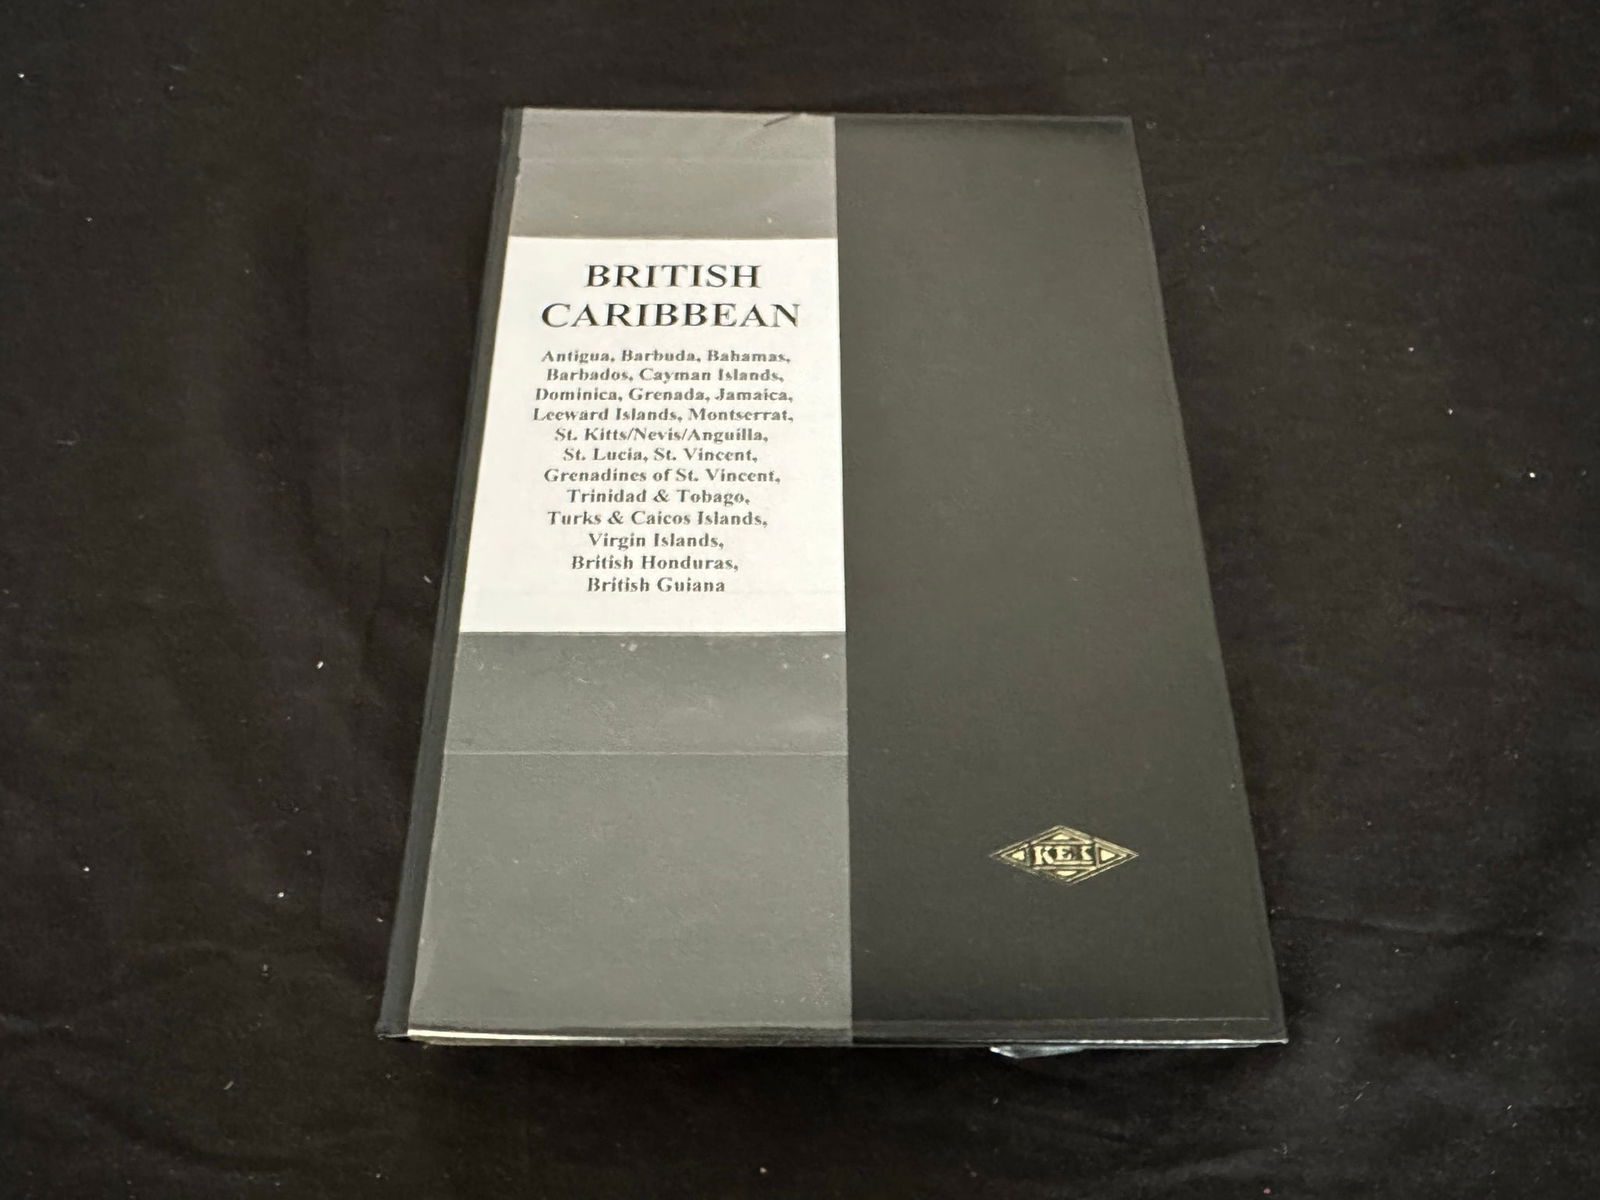 BRITISH
CARIBBEAN
Antigua, Barbuda, Bahamas,
Barbados, Cayman Islands,
Dominica, Grenada, Jamaica,
Leeward Islands, Montserrat,
St. Kitts/Nevis/Anguilla,
St. Lucia, St. Vincent,
Grenadines of St. Vincent,
Trinidad & Tobago,
Turks & Caicos Islands,
Virgin Islands,
British Honduras,
British Guiana
KEK